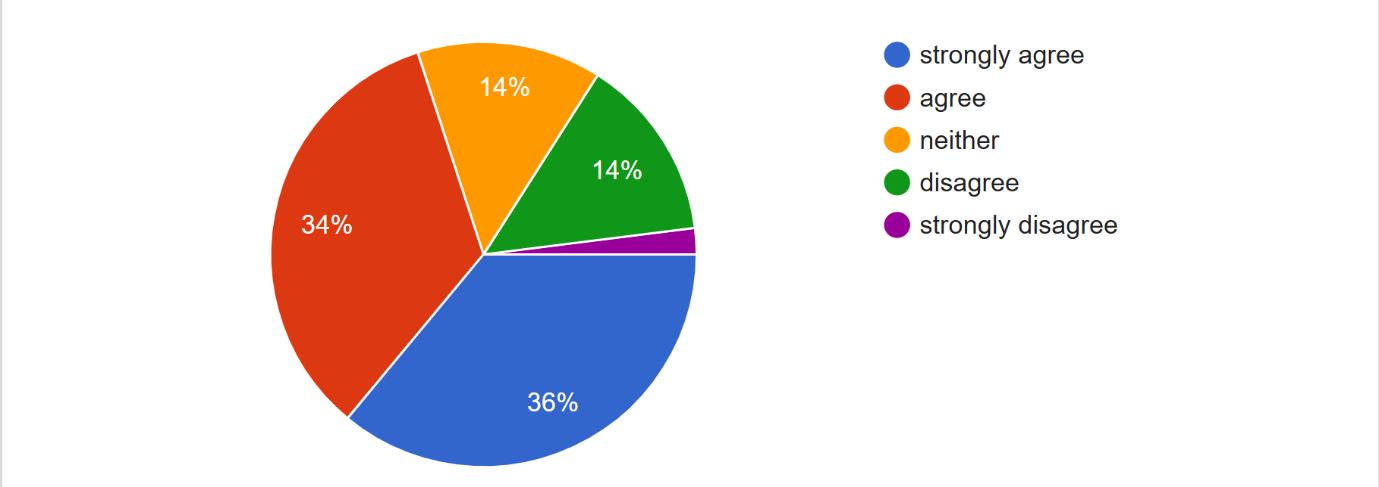 14%
14%
34%
36%
strongly agree
agree
neither
disagree
strongly disagree